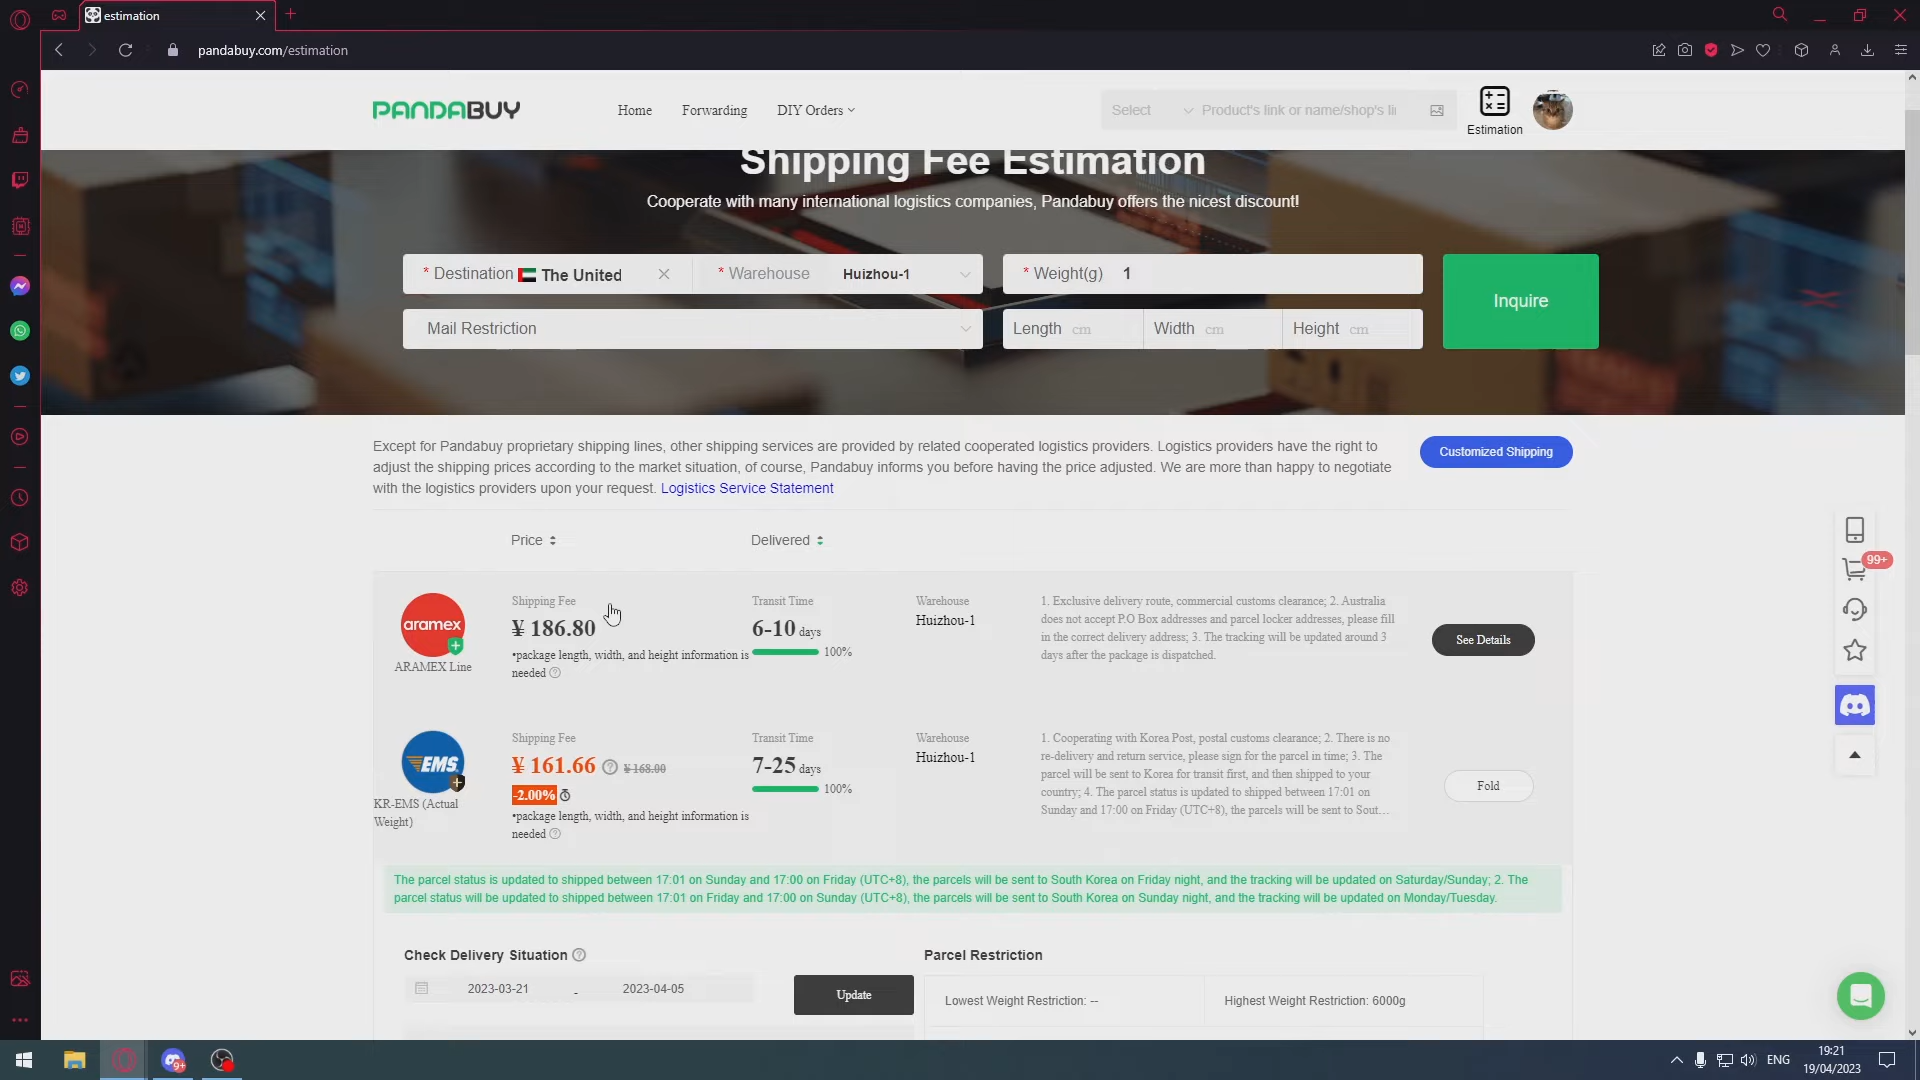 estimation
pandabuy.com/estimation
PANDABUY
Home
Forwarding
DIY Orders
Select
Product's link or name/shop's li
Estimation
Shipping Fee Estimation
Cooperate with many international logistics companies, Pandabuy offers the nicest discount!
* Destination The United
* Warehouse Huizhou-1
* Weight(g) 1
Inquire
Mail Restriction
Length cm
Width cm
Height cm
Except for Pandabuy proprietary shipping lines, other shipping services are provided by related cooperated logistics providers. Logistics providers have the right to
adjust the shipping prices according to the market situation, of course, Pandabuy informs you before having the price adjusted. We are more than happy to negotiate
with the logistics providers upon your request. Logistics Service Statement
Customized Shipping
Price
Delivered
99+
aramex
ARAMEX Line
Shipping Fee
¥ 186.80
•package length, width, and height information is
needed
Transit Time
6-10 days
100%
Warehouse
Huizhou-1
1. Exclusive delivery route, commercial customs clearance; 2. Australia
does not accept P.O Box addresses and parcel locker addresses, please fill
in the correct delivery address; 3. The tracking will be updated around 3
days after the package is dispatched.
See Details
EMS
KR-EMS (Actual
Weight)
Shipping Fee
¥ 161.66 ¥ 168.00
-2.00%
•package length, width, and height information is
needed
Transit Time
7-25 days
100%
Warehouse
Huizhou-1
1. Cooperating with Korea Post, postal customs clearance; 2. There is no
re-delivery and return service, please sign for the parcel in time; 3. The
parcel will be sent to Korea for transit first, and then shipped to your
country; 4. The parcel status is updated to shipped between 17:01 on
Sunday and 17:00 on Friday (UTC+8), the parcels will be sent to Sout...
Fold
The parcel status is updated to shipped between 17:01 on Sunday and 17:00 on Friday (UTC+8), the parcels will be sent to South Korea on Friday night, and the tracking will be updated on Saturday/Sunday; 2. The
parcel status will be updated to shipped between 17:01 on Friday and 17:00 on Sunday (UTC+8), the parcels will be sent to South Korea on Sunday night, and the tracking will be updated on Monday/Tuesday.
Check Delivery Situation
2023-03-21 - 2023-04-05
Update
Parcel Restriction
Lowest Weight Restriction: --
Highest Weight Restriction: 6000g
9+
ENG
19:21
19/04/2023